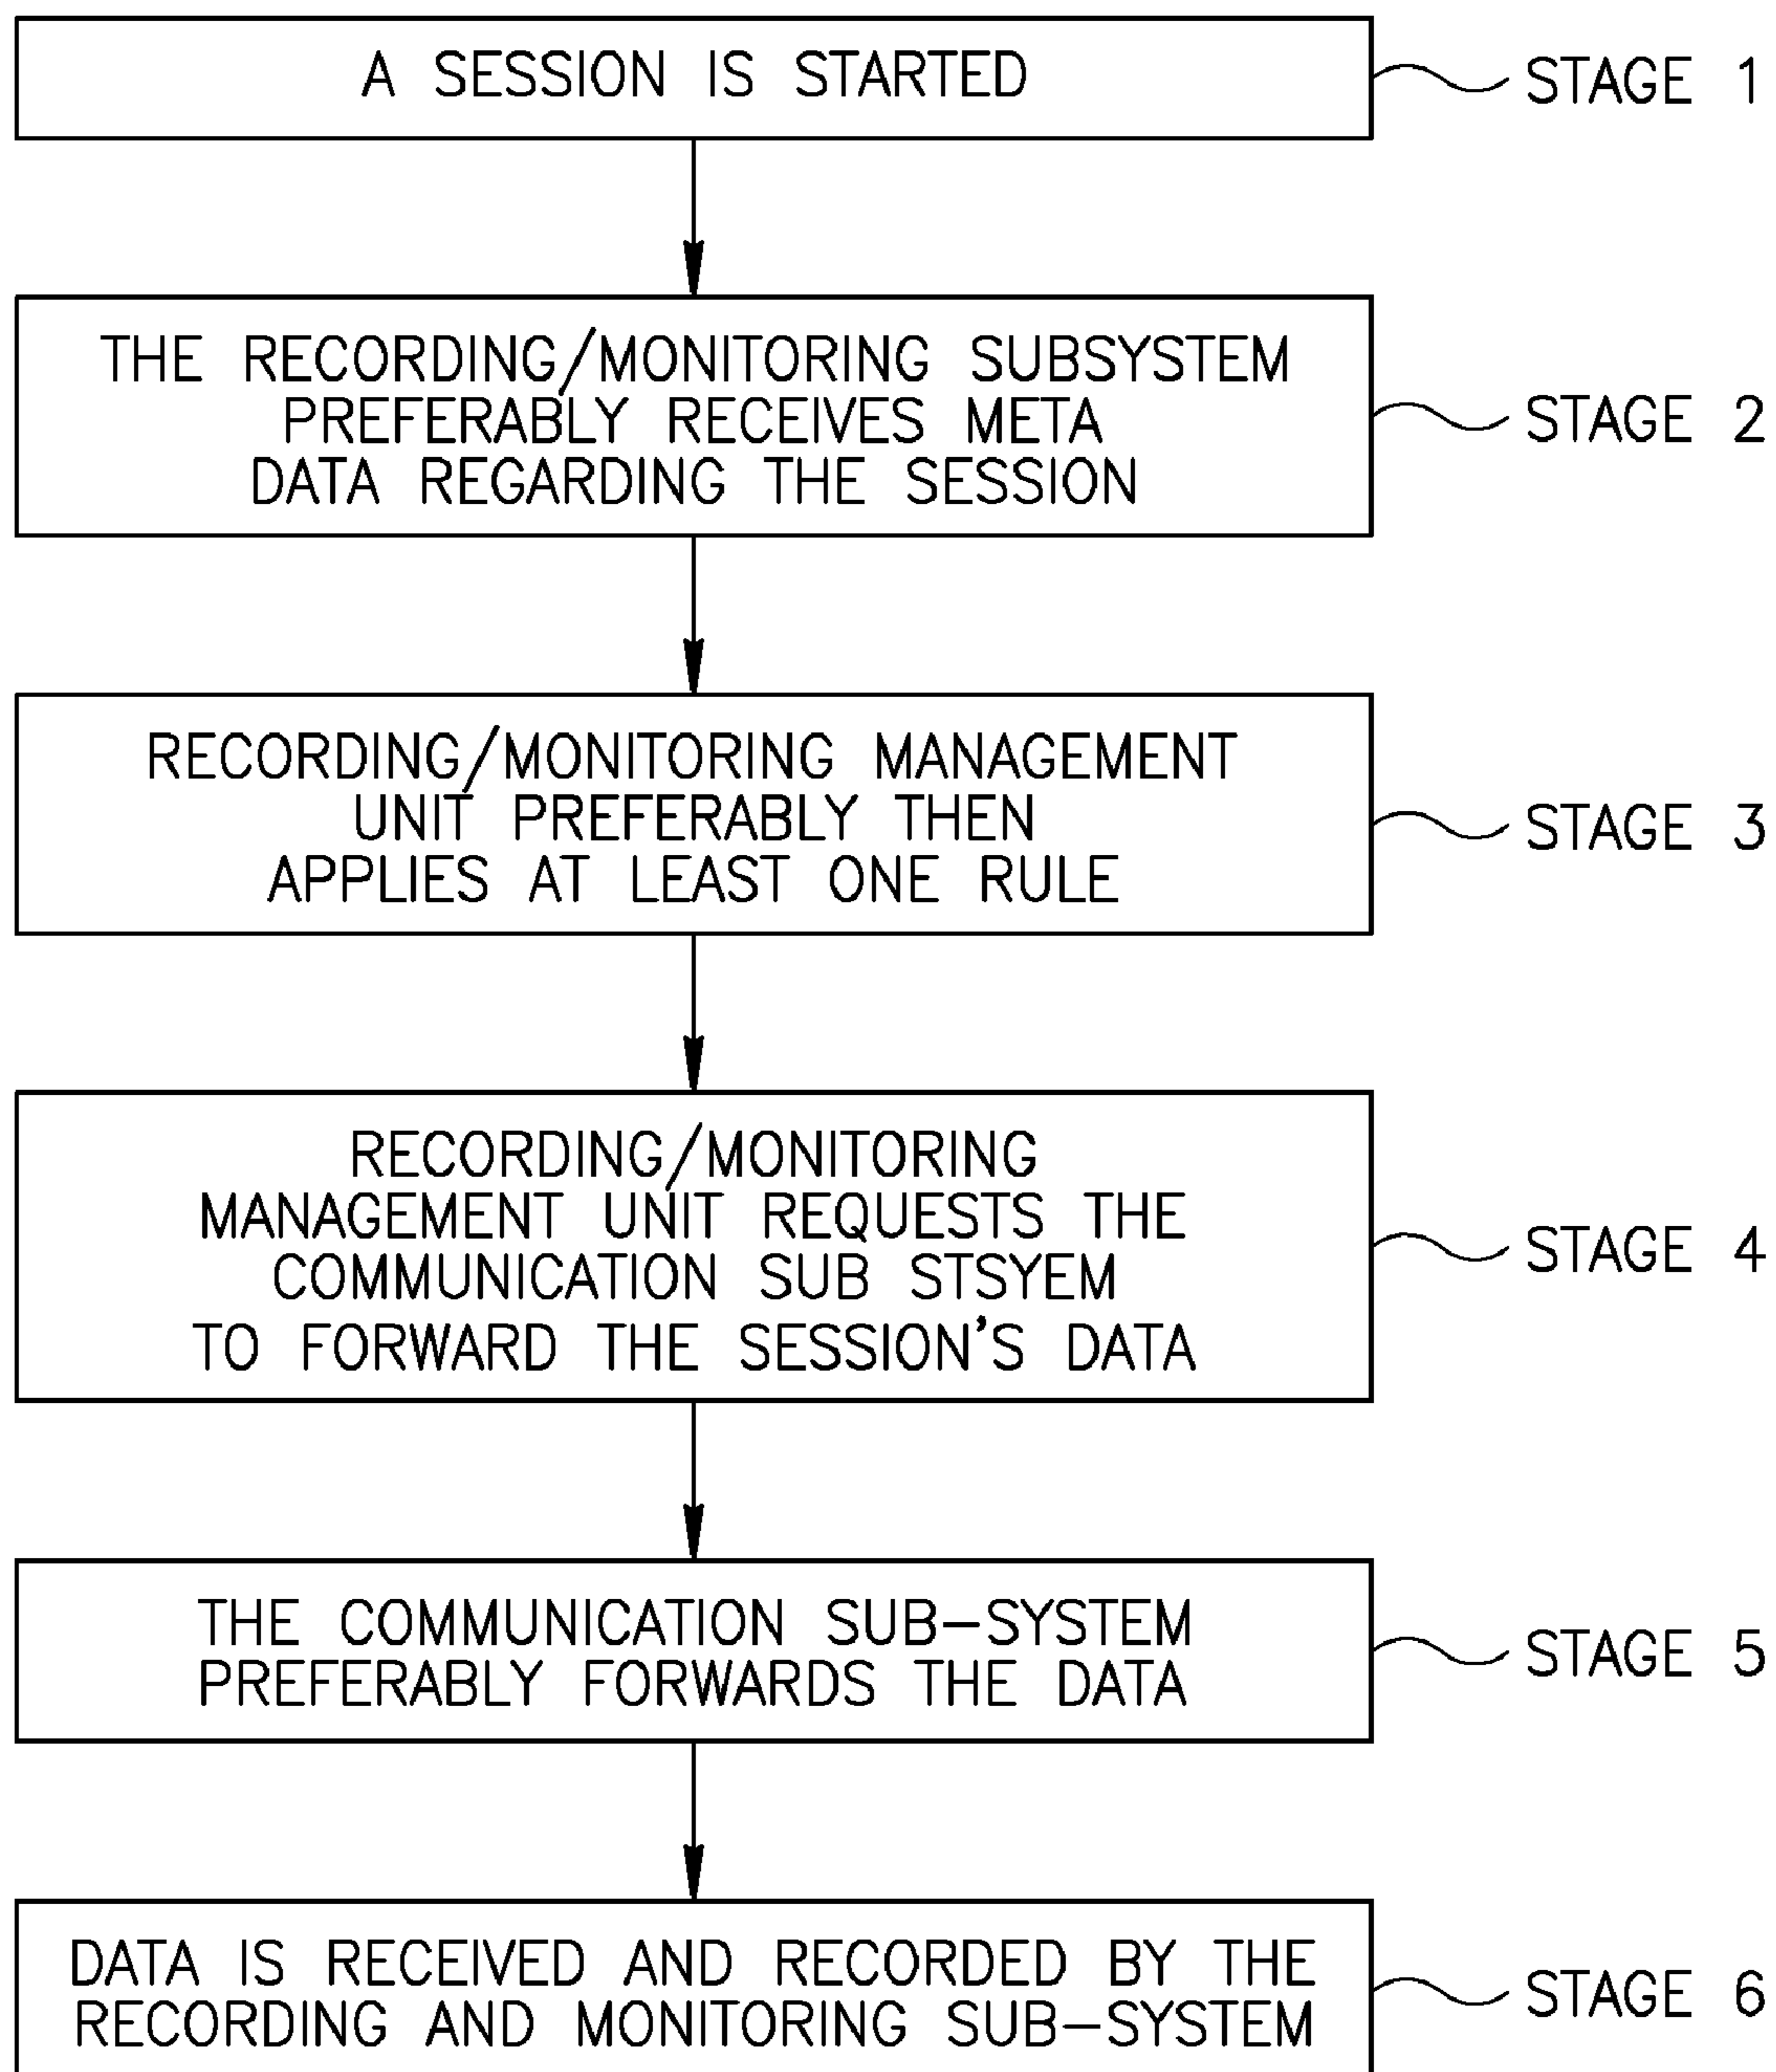 A SESSION IS STARTED
STAGE 1
THE RECORDING/MONITORING SUBSYSTEM
PREFERABLY RECEIVES META
DATA REGARDING THE SESSION
STAGE 2
RECORDING/MONITORING MANAGEMENT
UNIT PREFERABLY THEN
APPLIES AT LEAST ONE RULE
STAGE 3
RECORDING/MONITORING
MANAGEMENT UNIT REQUESTS THE
COMMUNICATION SUB STSYEM
TO FORWARD THE SESSION'S DATA
STAGE 4
THE COMMUNICATION SUB-SYSTEM
PREFERABLY FORWARDS THE DATA
STAGE 5
DATA IS RECEIVED AND RECORDED BY THE
RECORDING AND MONITORING SUB-SYSTEM
STAGE 6